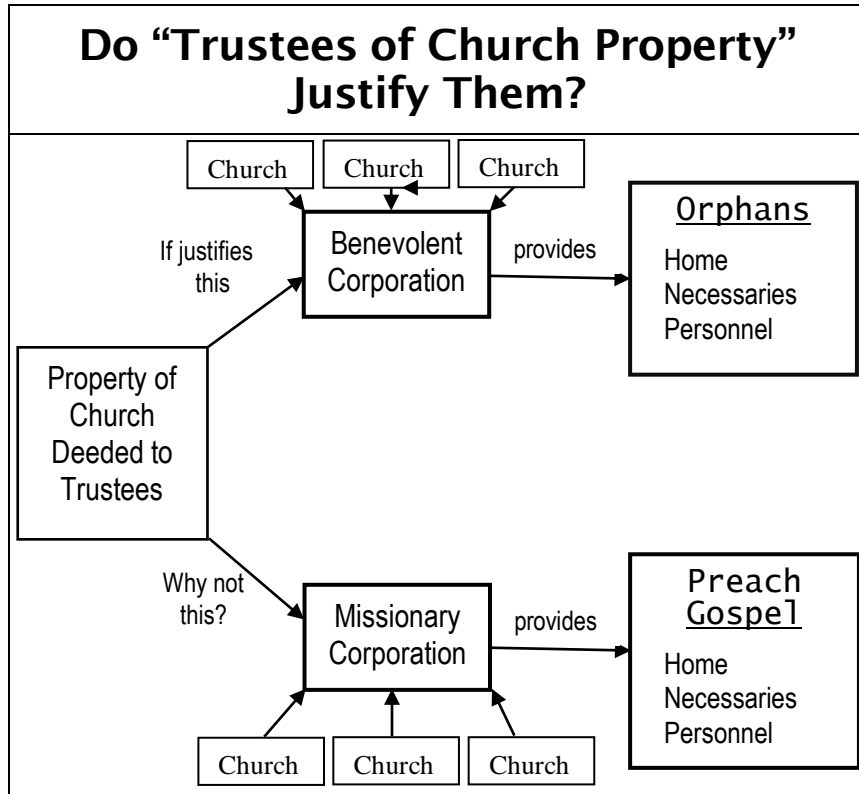 Do “Trustees of Church Property”
Justify Them?
Church
Church
Church
If justifies
this
Benevolent
Corporation
provides
Orphans
Home
Necessaries
Personnel
Property of
Church
Deeded to
Trustees
Why not
this?
Missionary
Corporation
provides
Preach
Gospel
Home
Necessaries
Personnel
Church
Church
Church